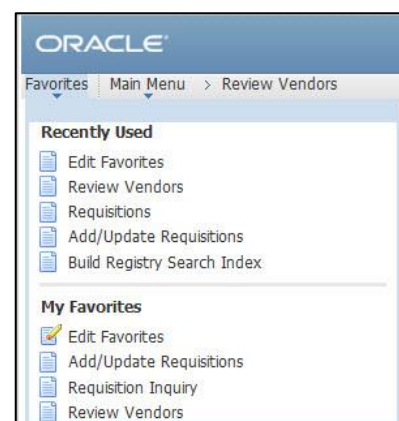 ORACLE
Favorites Main Menu > Review Vendors
Recently Used
Edit Favorites
Review Vendors
Requisitions
Add/Update Requisitions
Build Registry Search Index
My Favorites
Edit Favorites
Add/Update Requisitions
Requisition Inquiry
Review Vendors